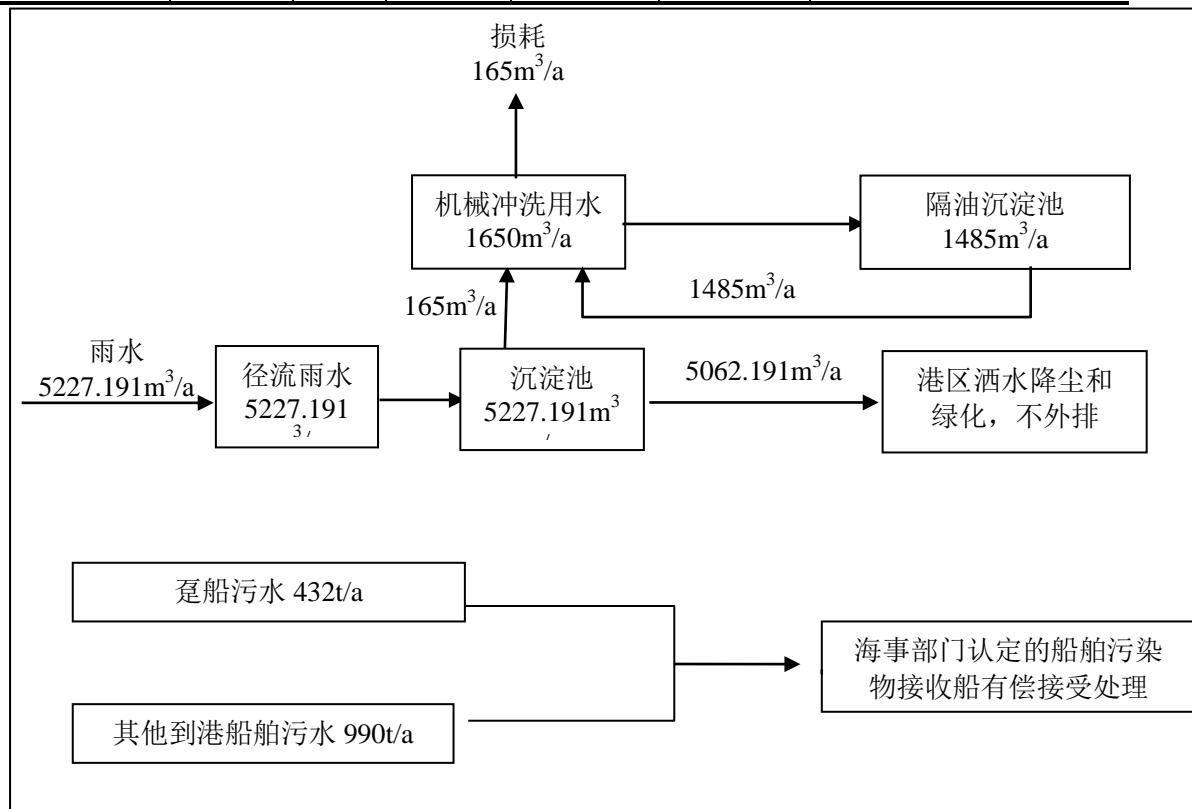 损耗
165m³/a
机械冲洗用水
1650m³/a
隔油沉淀池
1485m³/a
165m³/a
1485m³/a
雨水
5227.191m³/a
径流雨水
5227.191
³/
沉淀池
5227.191m³
/
5062.191m³/a
港区洒水降尘和
绿化，不外排
趸船污水 432t/a
其他到港船舶污水 990t/a
海事部门认定的船舶污染
物接收船有偿接受处理